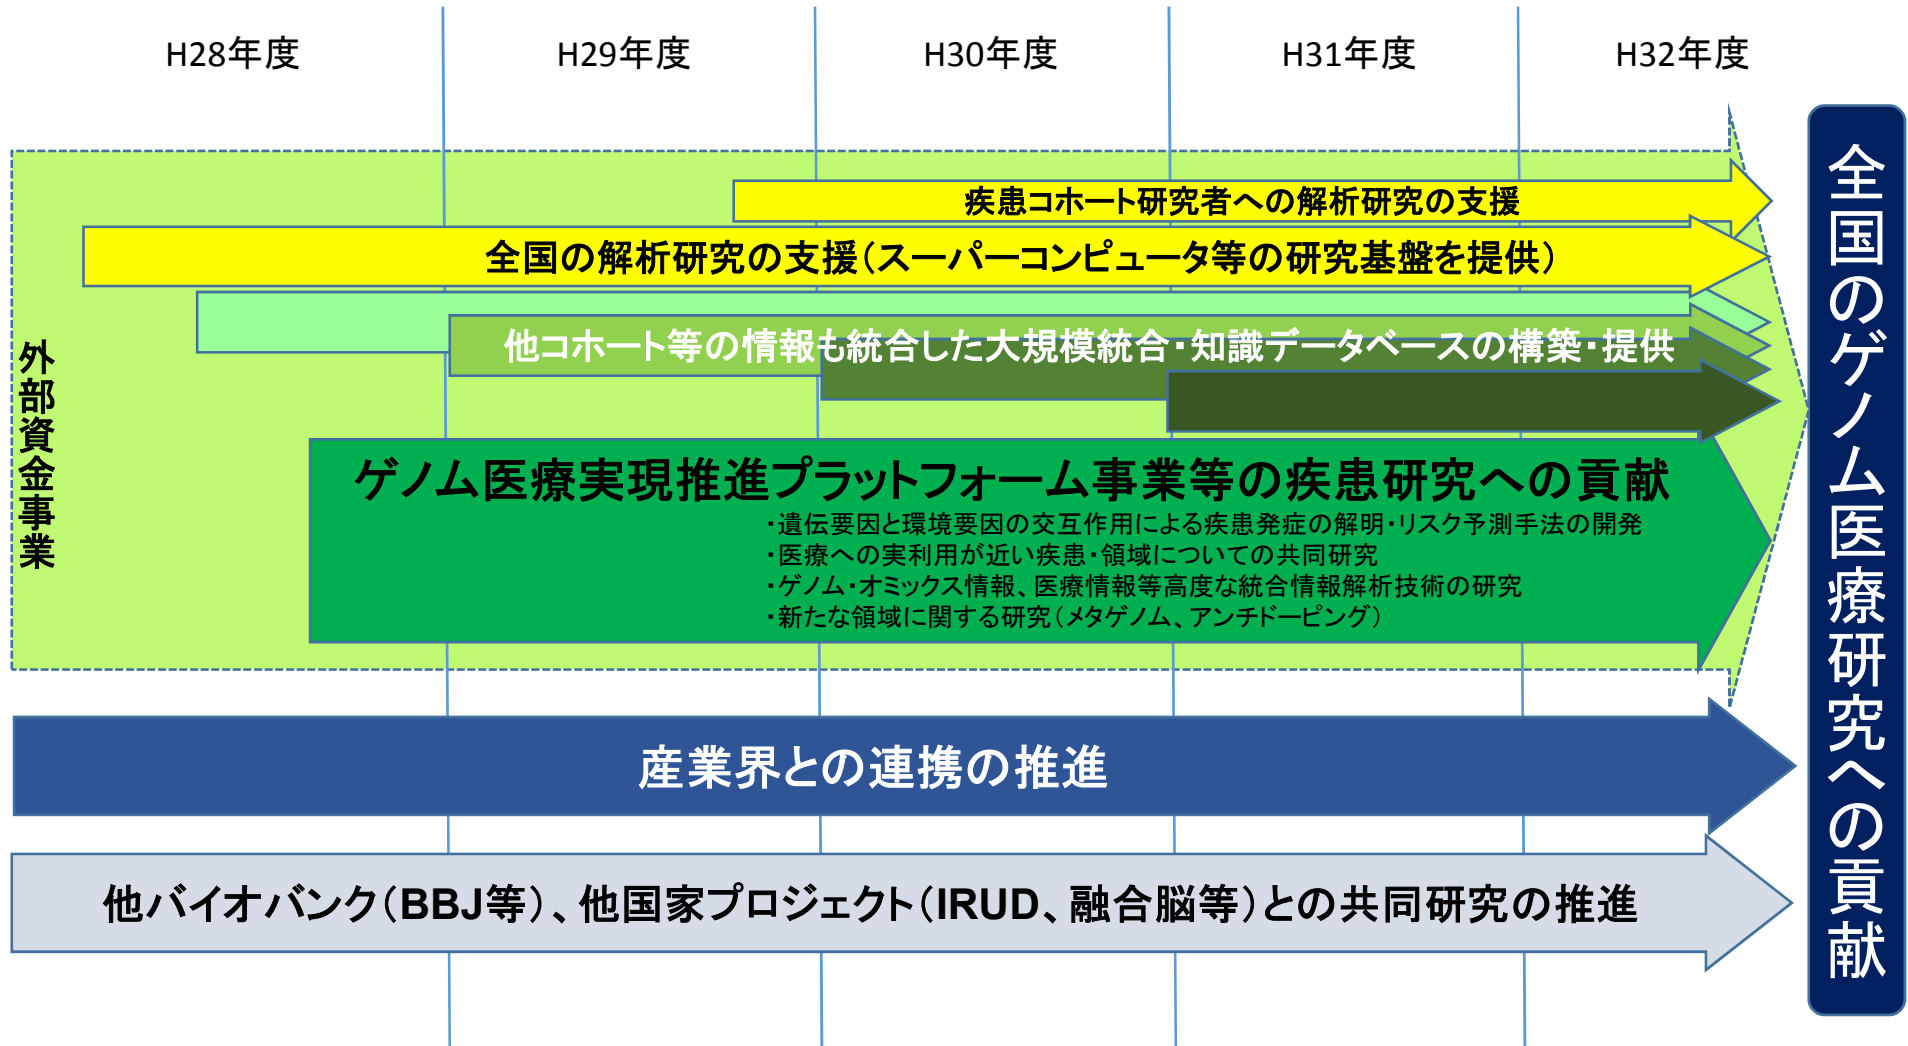 H28年度
H29年度
H30年度
H31年度
H32年度
疾患コホート研究者への解析研究の支援
全国の解析研究の支援(スーパーコンピュータ等の研究基盤を提供)
他コホート等の情報も統合した大規模統合・知識データベースの構築・提供
外部資金事業
ゲノム医療実現推進プラットフォーム事業等の疾患研究への貢献
・遺伝要因と環境要因の交互作用による疾患発症の解明・リスク予測手法の開発
・医療への実利用が近い疾患・領域についての共同研究
・ゲノム・オミックス情報、医療情報等高度な統合情報解析技術の研究
・新たな領域に関する研究(メタゲノム、アンチドーピング)
産業界との連携の推進
他バイオバンク(BBJ等)、他国家プロジェクト(IRUD、融合脳等)との共同研究の推進
全国のゲノム医療研究への貢献